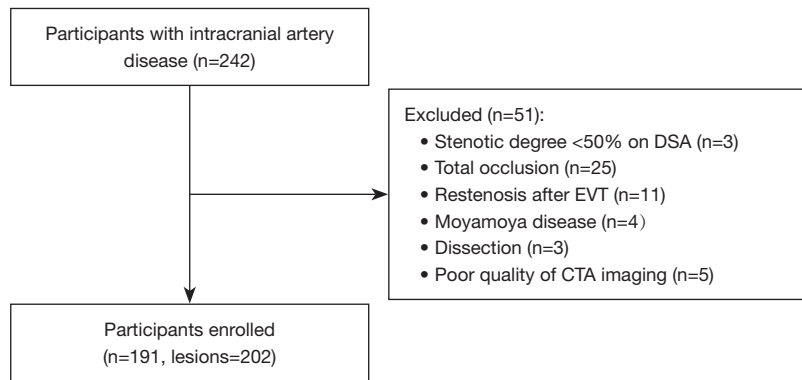 Participants with intracranial artery
disease (n=242)
Excluded (n=51):
• Stenotic degree <50% on DSA (n=3)
• Total occlusion (n=25)
• Restenosis after EVT (n=11)
• Moyamoya disease (n=4）
• Dissection (n=3)
• Poor quality of CTA imaging (n=5)
Participants enrolled
(n=191, lesions=202)